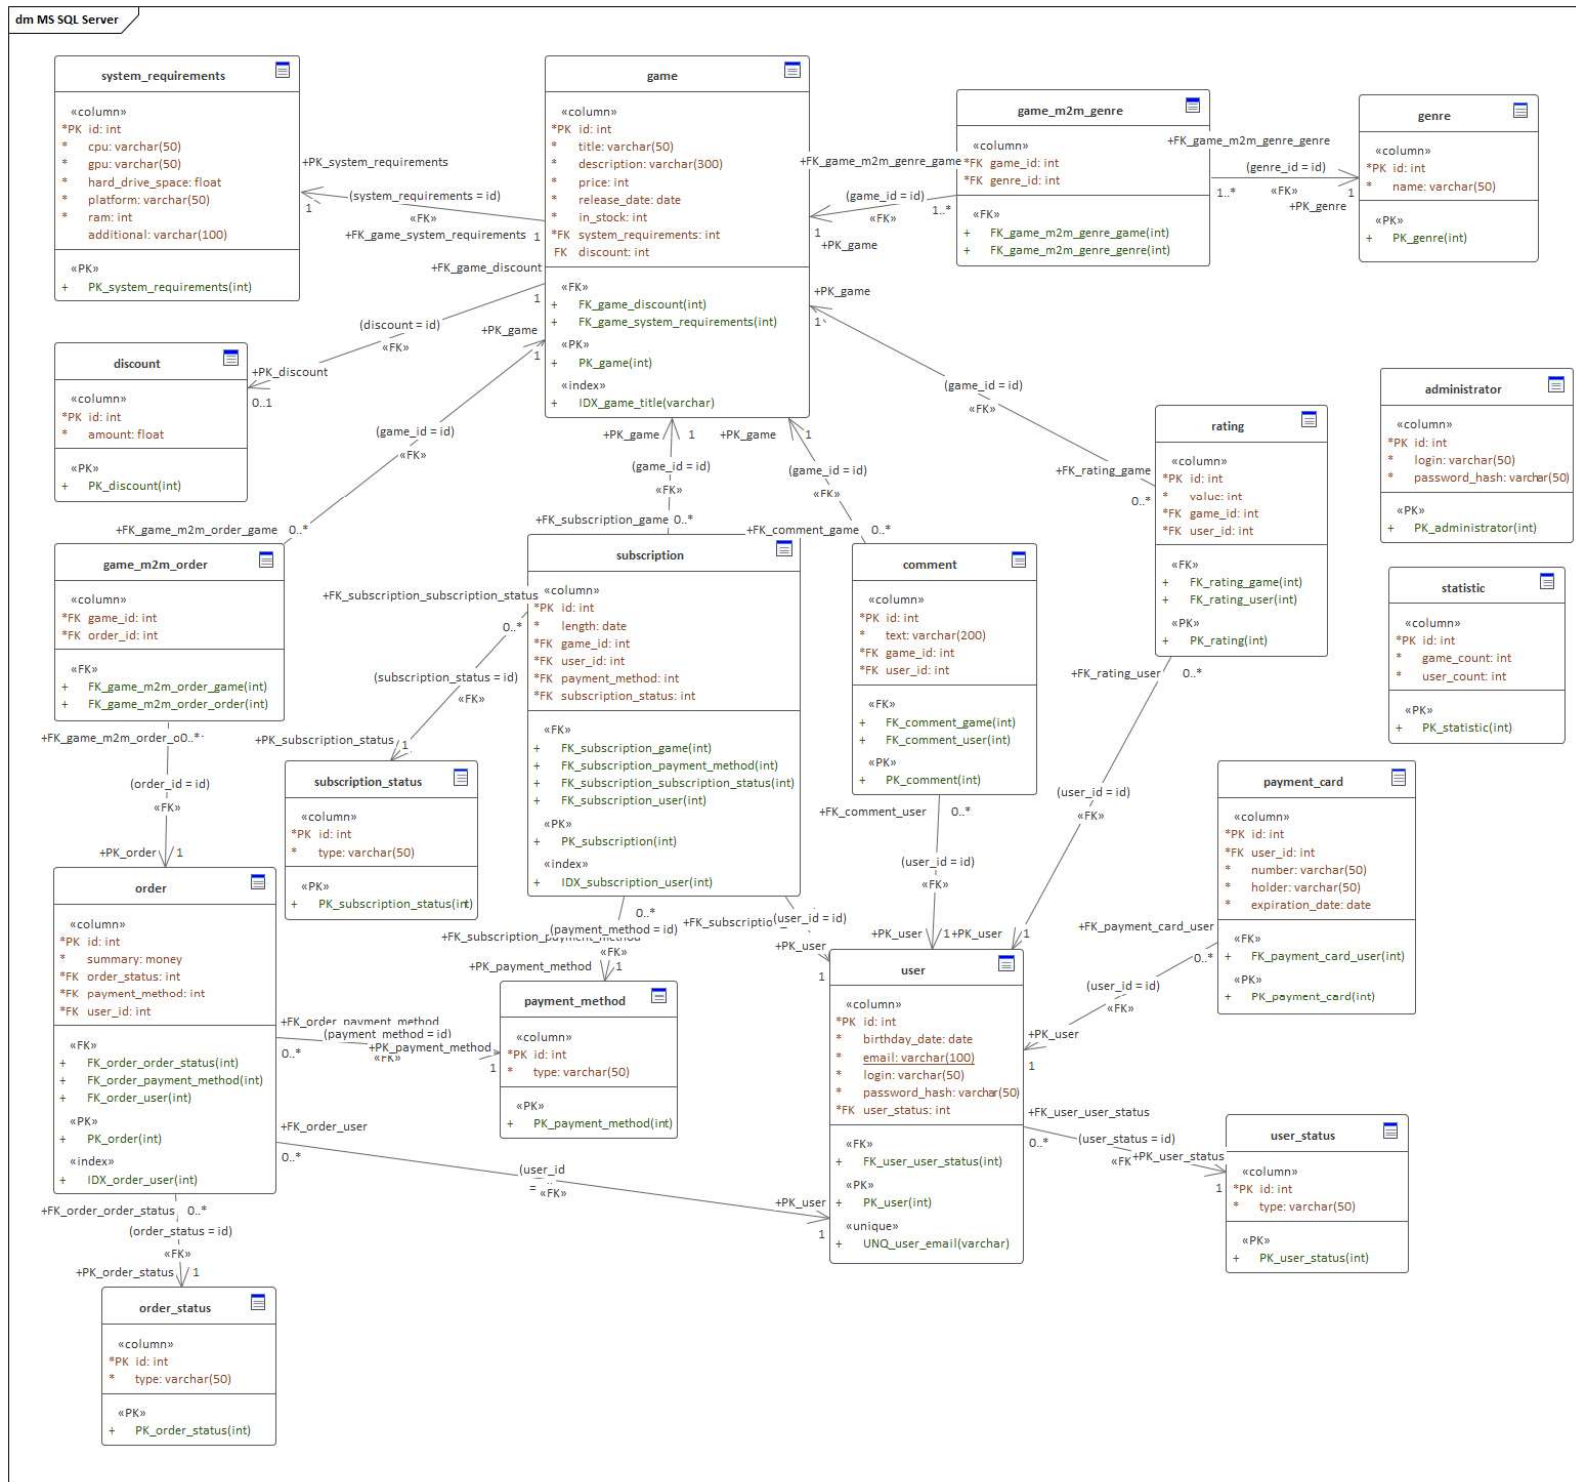 dm MS SQL Server
system_requirements
«column»
*PK id: int
* cpu: varchar(50)
* gpu: varchar(50)
* hard_drive_space: float
* platform: varchar(50)
* ram: int
additional: varchar(100)
«PK»
+ PK_system_requirements(int)
+PK_system_requirements
(system_requirements = id)
1
«FK»
+FK_game_system_requirements
1
game
«column»
*PK id: int
* title: varchar(50)
* description: varchar(300)
* price: int
* release_date: date
* in_stock: int
*FK system_requirements: int
FK discount: int
«FK»
+ FK_game_discount(int)
+ FK_game_system_requirements(int)
«PK»
+ PK_game(int)
«index»
+ IDX_game_title(varchar)
+FK_game_m2m_genre_game
(game_id = id)
«FK»
1..*
1
+PK_game
game_m2m_genre
«column»
*FK game_id: int
*FK genre_id: int
«FK»
+ FK_game_m2m_genre_game(int)
+ FK_game_m2m_genre_genre(int)
+FK_game_m2m_genre_genre
(genre_id = id)
1..*
«FK»
1
+PK_genre
genre
«column»
*PK id: int
* name: varchar(50)
«PK»
+ PK_genre(int)
+FK_game_discount
1
(discount = id)
«FK»
+PK_discount
0..1
discount
«column»
*PK id: int
* amount: float
«PK»
+ PK_discount(int)
+PK_game
1
(game_id = id)
«FK»
+FK_game_m2m_order_game
0..*
+PK_game
1
(game_id = id)
«FK»
+FK_rating_game
0..*
+PK_game
1
(game_id = id)
«FK»
+FK_subscription_game
0..*
+PK_game
1
(game_id = id)
«FK»
+FK_comment_game
0..*
rating
«column»
*PK id: int
* value: int
*FK game_id: int
*FK user_id: int
«FK»
+ FK_rating_game(int)
+ FK_rating_user(int)
«PK»
+ PK_rating(int)
administrator
«column»
*PK id: int
* login: varchar(50)
* password_hash: varchar(50)
«PK»
+ PK_administrator(int)
game_m2m_order
«column»
*FK game_id: int
*FK order_id: int
«FK»
+ FK_game_m2m_order_game(int)
+ FK_game_m2m_order_order(int)
subscription
«column»
*PK id: int
* length: date
*FK game_id: int
*FK user_id: int
*FK payment_method: int
*FK subscription_status: int
«FK»
+ FK_subscription_game(int)
+ FK_subscription_payment_method(int)
+ FK_subscription_subscription_status(int)
+ FK_subscription_user(int)
«PK»
+ PK_subscription(int)
«index»
+ IDX_subscription_user(int)
comment
«column»
*PK id: int
* text: varchar(200)
*FK game_id: int
*FK user_id: int
«FK»
+ FK_comment_game(int)
+ FK_comment_user(int)
«PK»
+ PK_comment(int)
statistic
«column»
*PK id: int
* game_count: int
* user_count: int
«PK»
+ PK_statistic(int)
+FK_subscription_subscription_status
0..*
(subscription_status = id)
«FK»
+PK_subscription_status
1
subscription_status
«column»
*PK id: int
* type: varchar(50)
«PK»
+ PK_subscription_status(int)
+FK_game_m2m_order_o
0..*
(order_id = id)
«FK»
+PK_order
1
+FK_rating_user
0..*
(user_id = id)
«FK»
+PK_user
1
+FK_comment_user
0..*
(user_id = id)
«FK»
+PK_user
1
payment_card
«column»
*PK id: int
*FK user_id: int
* number: varchar(50)
* holder: varchar(50)
* expiration_date: date
«FK»
+ FK_payment_card_user(int)
«PK»
+ PK_payment_card(int)
+FK_payment_card_user
0..*
(user_id = id)
«FK»
+PK_user
1
order
«column»
*PK id: int
* summary: money
*FK order_status: int
*FK payment_method: int
*FK user_id: int
«FK»
+ FK_order_order_status(int)
+ FK_order_payment_method(int)
+ FK_order_user(int)
«PK»
+ PK_order(int)
«index»
+ IDX_order_user(int)
0..*
(payment_method = id)
+FK_subscription_payment_method
«FK»
+PK_payment_method
1
+FK_subscriptio
(user_id = id)
+PK_user
1
payment_method
«column»
*PK id: int
* type: varchar(50)
«PK»
+ PK_payment_method(int)
+FK_order_payment_method
(payment_method = id)
0..*
+PK_payment_method
«FK»
1
user
«column»
*PK id: int
* birthday_date: date
* email: varchar(100)
* login: varchar(50)
* password_hash: varchar(50)
*FK user_status: int
«FK»
+ FK_user_user_status(int)
«PK»
+ PK_user(int)
«unique»
+ UNQ_user_email(varchar)
+FK_order_user
0..*
(user_id
= ..
«FK»
+PK_user
1
+FK_user_user_status
0..*
(user_status = id)
«FK»
+PK_user_status
1
user_status
«column»
*PK id: int
* type: varchar(50)
«PK»
+ PK_user_status(int)
+FK_order_order_status
0..*
(order_status = id)
«FK»
+PK_order_status
1
order_status
«column»
*PK id: int
* type: varchar(50)
«PK»
+ PK_order_status(int)